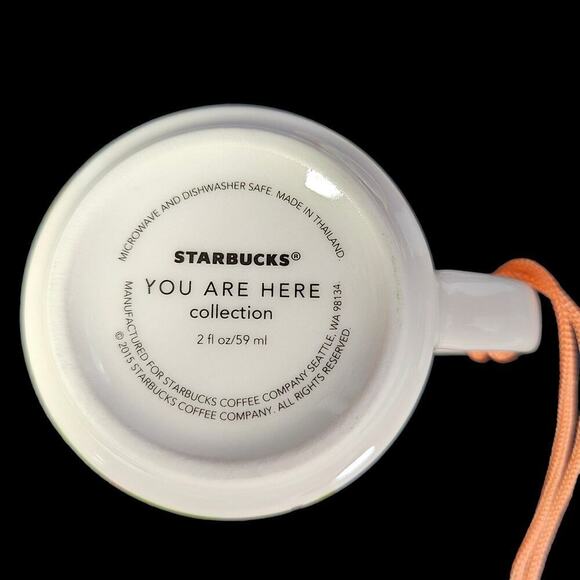 MICROWAVE AND DISHWASHER SAFE. MADE IN THAILAND.
STARBUCKS®
YOU ARE HERE
collection
2 fl oz/59 ml
MANUFACTURED FOR STARBUCKS COFFEE COMPANY SEATTLE, WA 98134.
© 2015 STARBUCKS COFFEE COMPANY. ALL RIGHTS RESERVED.